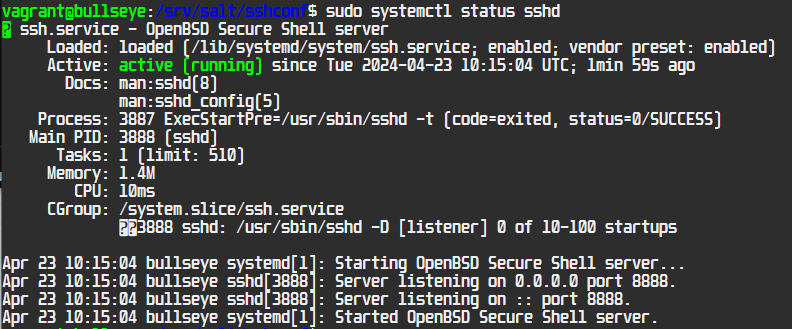 vagrant@bullseye:/srv/salt/sshconf$ sudo systemctl status sshd
? ssh.service - OpenBSD Secure Shell server
Loaded: loaded (/lib/systemd/system/ssh.service; enabled; vendor preset: enabled)
Active: active (running) since Tue 2024-04-23 10:15:04 UTC; 1min 59s ago
Docs: man:sshd(8)
man:sshd_config(5)
Process: 3887 ExecStartPre=/usr/sbin/sshd -t (code=exited, status=0/SUCCESS)
Main PID: 3888 (sshd)
Tasks: 1 (limit: 510)
Memory: 1.4M
CPU: 10ms
CGroup: /system.slice/ssh.service
??3888 sshd: /usr/sbin/sshd -D [listener] 0 of 10-100 startups
Apr 23 10:15:04 bullseye systemd[1]: Starting OpenBSD Secure Shell server...
Apr 23 10:15:04 bullseye sshd[3888]: Server listening on 0.0.0.0 port 8888.
Apr 23 10:15:04 bullseye sshd[3888]: Server listening on :: port 8888.
Apr 23 10:15:04 bullseye systemd[1]: Started OpenBSD Secure Shell server.